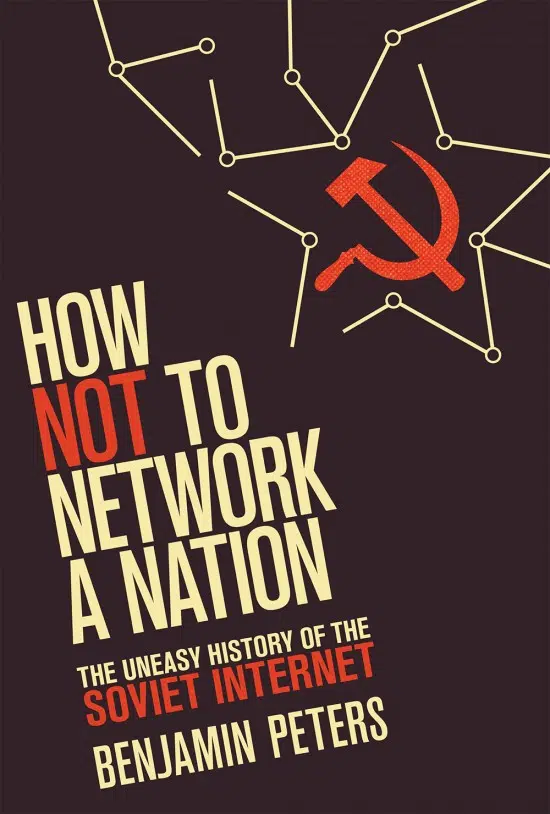 HOW
NOT TO
NETWORK
A NATION
THE UNEASY HISTORY OF THE
SOVIET INTERNET
BENJAMIN PETERS